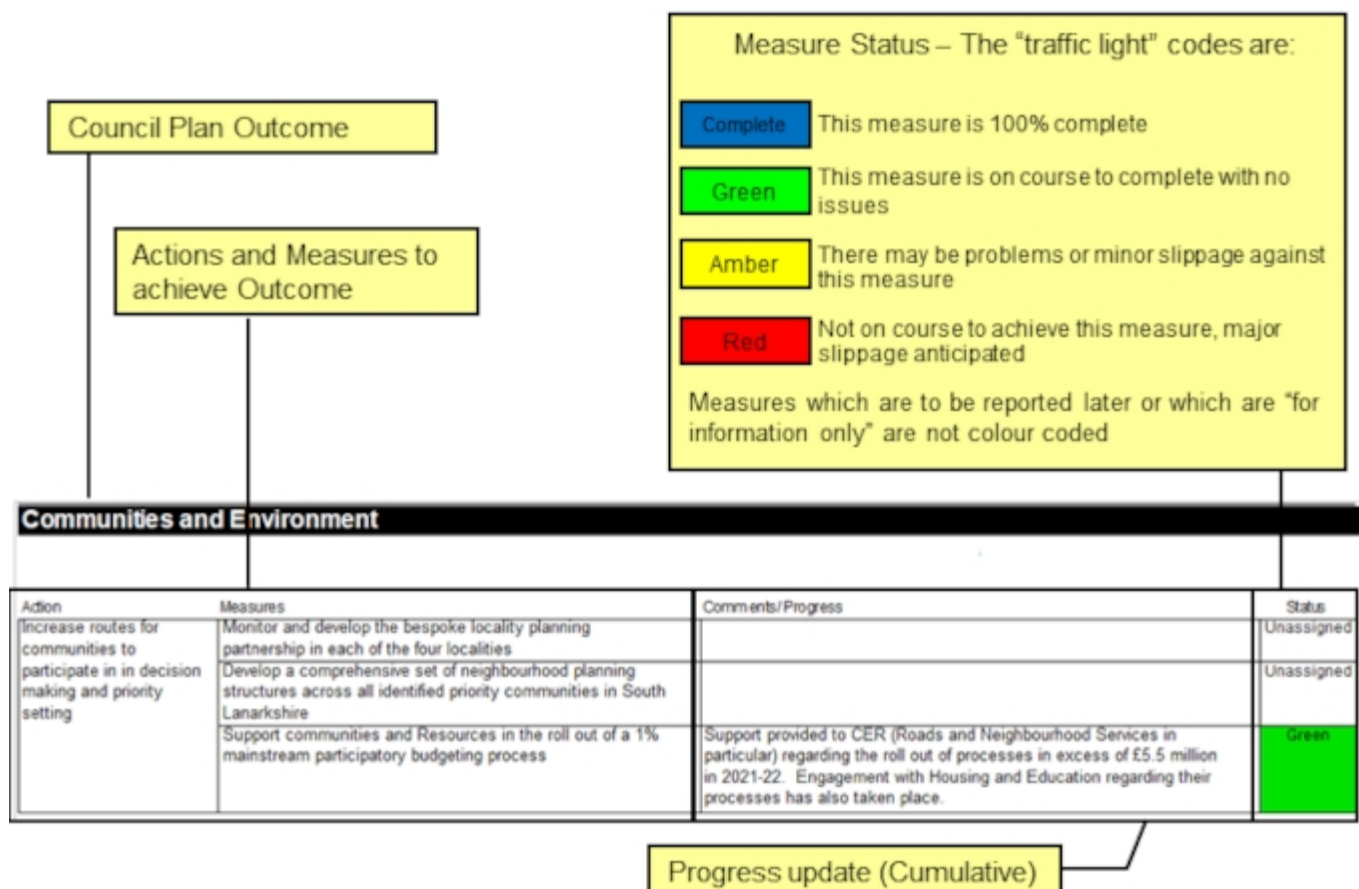 Measure Status – The “traffic light” codes are:
Council Plan Outcome
Complete
This measure is 100% complete
Green
This measure is on course to complete with no
issues
Actions and Measures to
achieve Outcome
Amber
There may be problems or minor slippage against
this measure
Red
Not on course to achieve this measure, major
slippage anticipated
Measures which are to be reported later or which are “for
information only” are not colour coded
Communities and Environment
Action
Measures
Comments/Progress
Status
Increase routes for
communities to
participate in in decision
making and priority
setting
Monitor and develop the bespoke locality planning
partnership in each of the four localities
Unassigned
Develop a comprehensive set of neighbourhood planning
structures across all identified priority communities in South
Lanarkshire
Unassigned
Support communities and Resources in the roll out of a 1%
mainstream participatory budgeting process
Support provided to CER (Roads and Neighbourhood Services in
particular) regarding the roll out of processes in excess of £5.5 million
in 2021-22. Engagement with Housing and Education regarding their
processes has also taken place.
Green
Progress update (Cumulative)